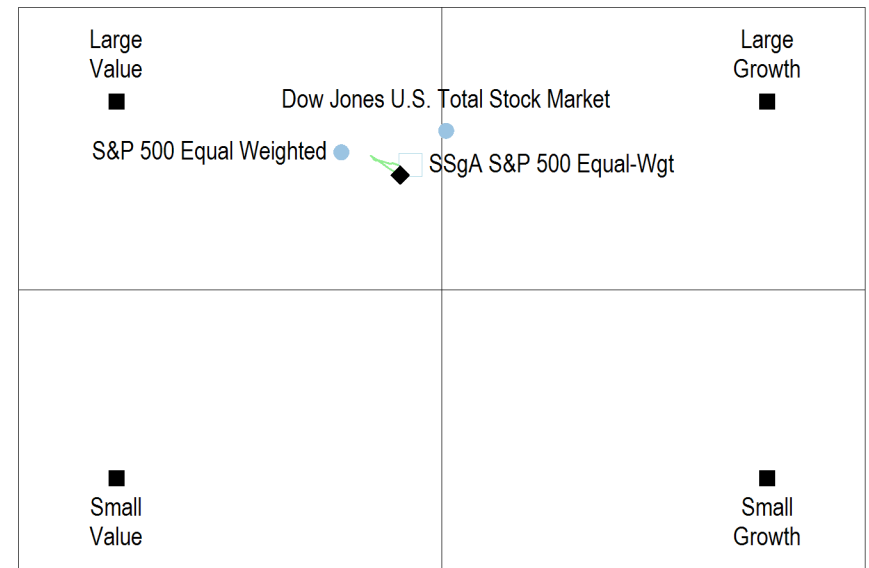 Large
Value
Large
Growth
Dow Jones U.S. Total Stock Market
S&P 500 Equal Weighted
SSgA S&P 500 Equal-Wgt
Small
Value
Small
Growth